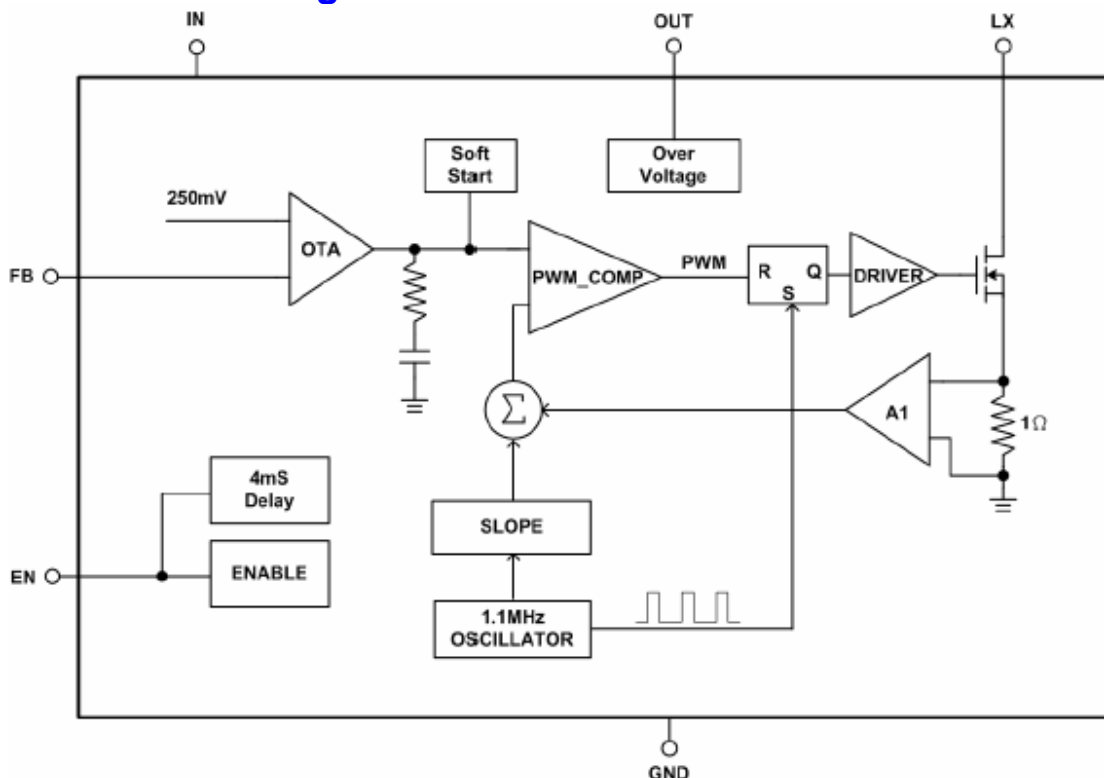 IN
OUT
LX
Soft
Start
Over
Voltage
250mV
OTA
FB
PWM_COMP
PWM
R
Q
S
DRIVER
Σ
A1
1Ω
4mS
Delay
SLOPE
EN
ENABLE
1.1MHz
OSCILLATOR
GND